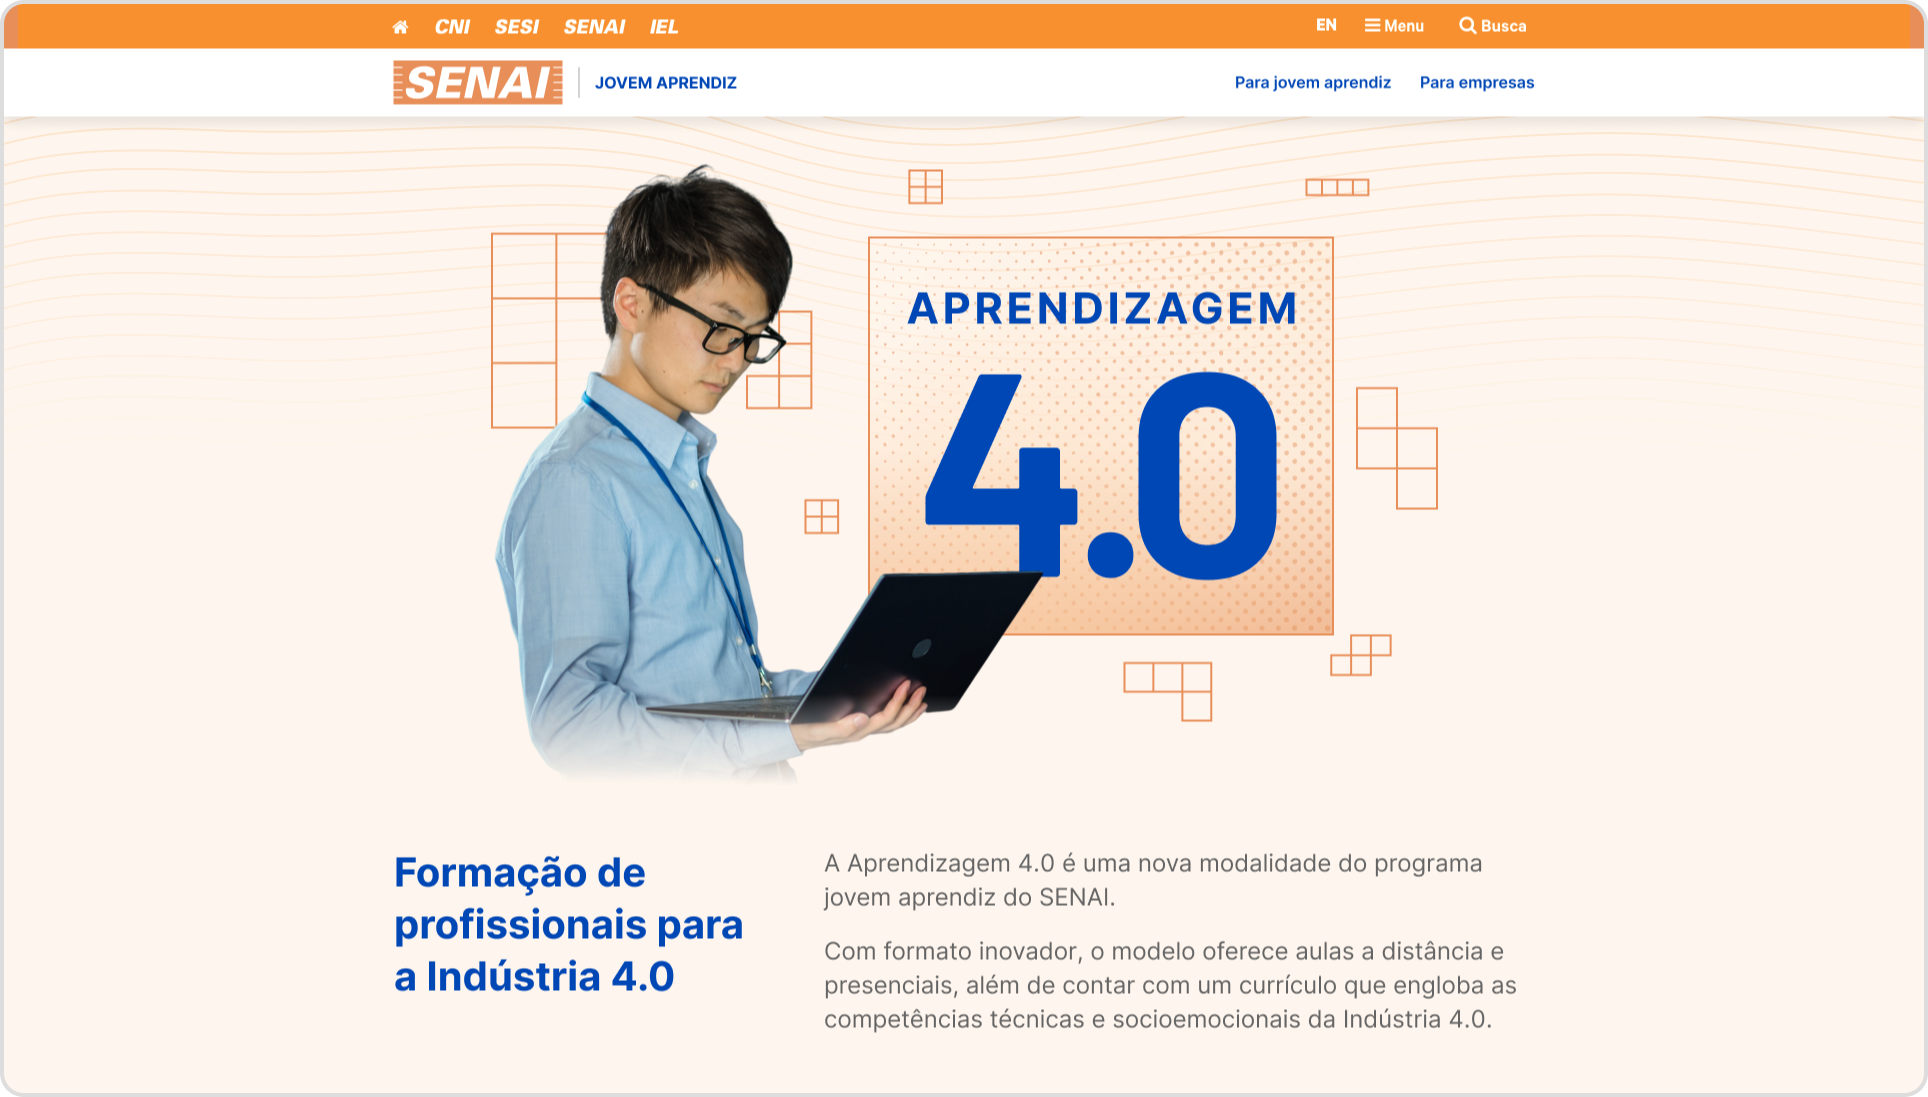 CNI SESI SENAI IEL EN Menu Busca
SENAI JOVEM APRENDIZ Para jovem aprendiz Para empresas
APRENDIZAGEM
4.0
Formação de
profissionais para
a Indústria 4.0
A Aprendizagem 4.0 é uma nova modalidade do programa
jovem aprendiz do SENAI.
Com formato inovador, o modelo oferece aulas a distância e
presenciais, além de contar com um currículo que engloba as
competências técnicas e socioemocionais da Indústria 4.0.